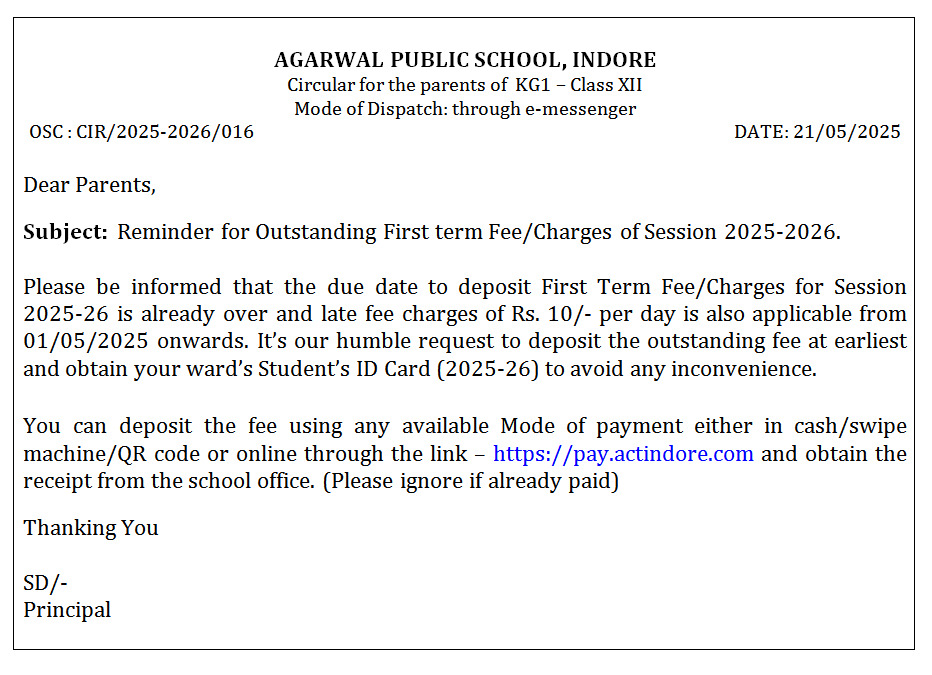 AGARWAL PUBLIC SCHOOL, INDORE
Circular for the parents of KG1 – Class XII
Mode of Dispatch: through e-messenger
OSC : CIR/2025-2026/016 DATE: 21/05/2025
Dear Parents,
Subject: Reminder for Outstanding First term Fee/Charges of Session 2025-2026.
Please be informed that the due date to deposit First Term Fee/Charges for Session
2025-26 is already over and late fee charges of Rs. 10/- per day is also applicable from
01/05/2025 onwards. It’s our humble request to deposit the outstanding fee at earliest
and obtain your ward’s Student’s ID Card (2025-26) to avoid any inconvenience.
You can deposit the fee using any available Mode of payment either in cash/swipe
machine/QR code or online through the link – https://pay.actindore.com and obtain the
receipt from the school office. (Please ignore if already paid)
Thanking You
SD/-
Principal